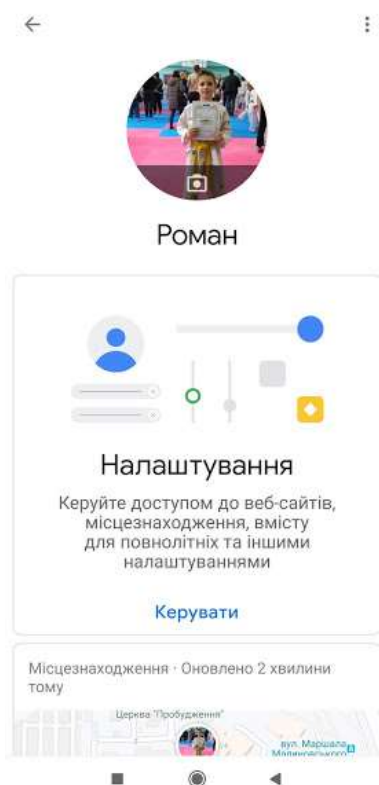 Роман
Налаштування
Керуйте доступом до веб-сайтів,
місцезнаходження, вмісту
для повнолітніх та іншими
налаштуваннями
Керувати
Місцезнаходження · Оновлено 2 хвилини
тому
Церква "Пробудження"
вул. Маршала
Малиновського